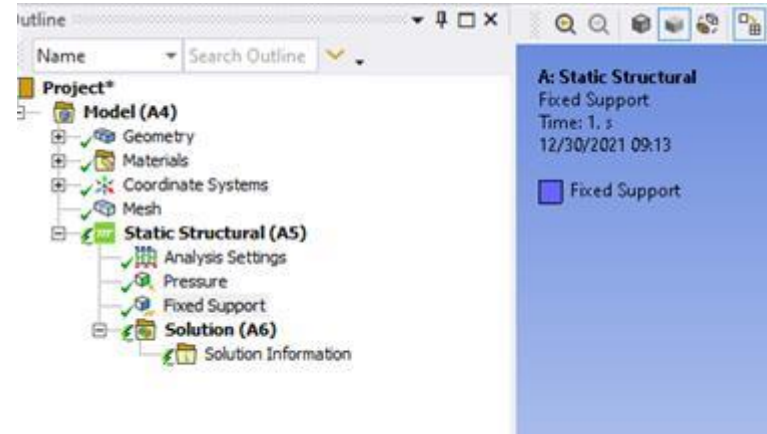 utline
Name
Search Outline
Project*
Model (A4)
Geometry
Materials
Coordinate Systems
Mesh
Static Structural (A5)
Analysis Settings
Pressure
Fixed Support
Solution (A6)
Solution Information
A: Static Structural
Fixed Support
Time: 1. s
12/30/2021 09:13
Fixed Support